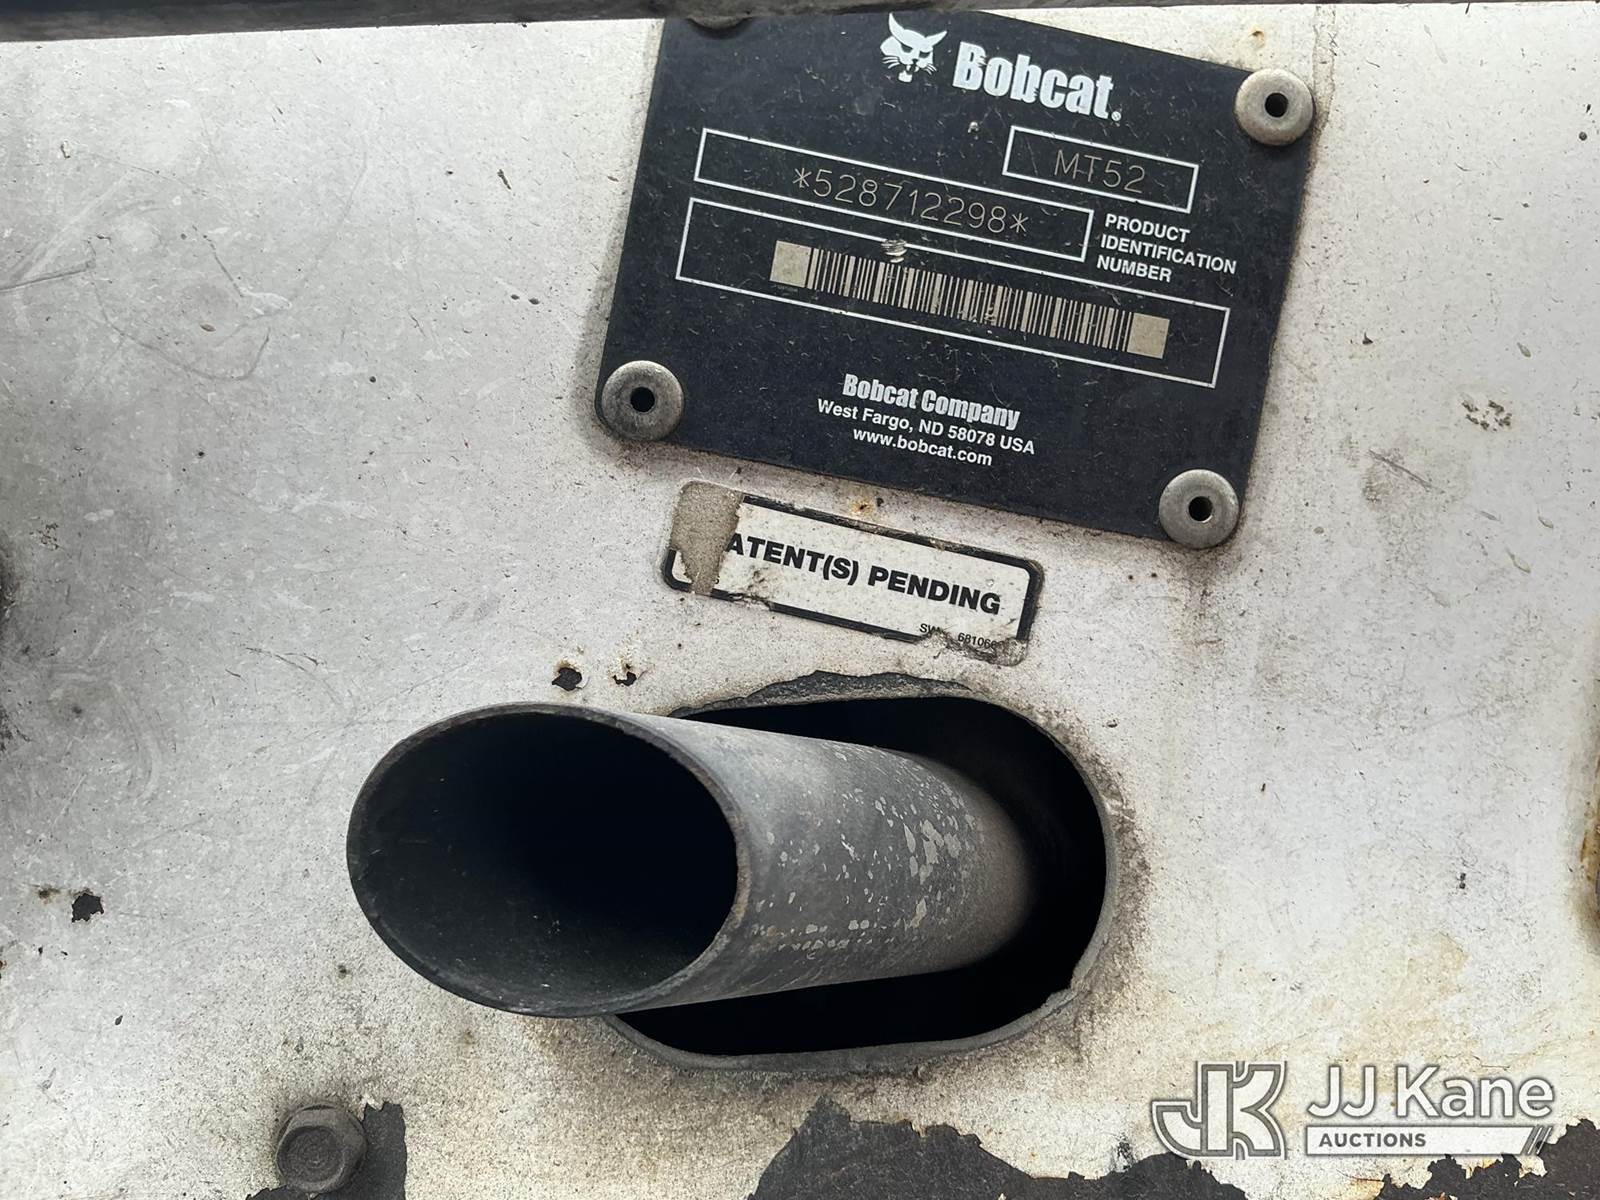 Bobcat®
MT52
*528712298*
PRODUCT
IDENTIFICATION
NUMBER
Bobcat Company
West Fargo, ND 58078 USA
www.bobcat.com
ATENT(S) PENDING
JJ Kane
AUCTIONS